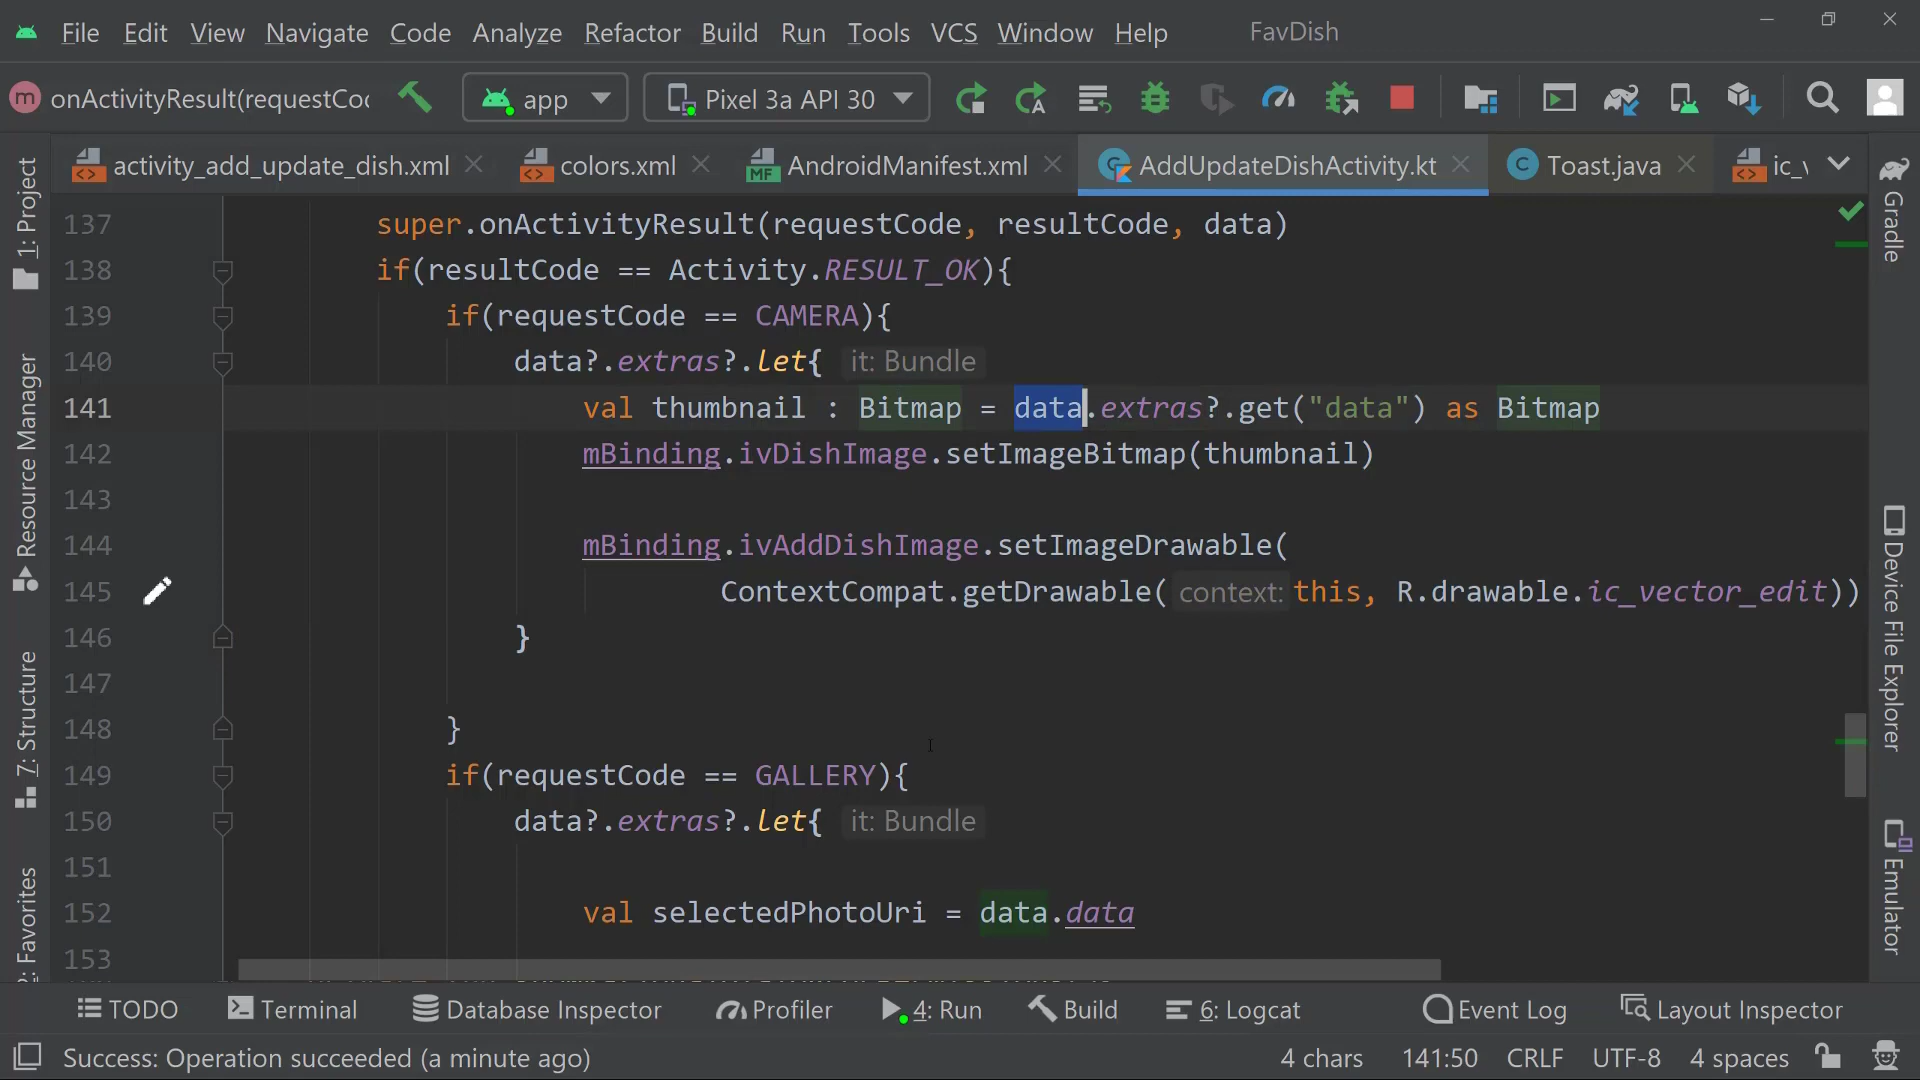 File Edit View Navigate Code Analyze Refactor Build Run Tools VCS Window Help FavDish
m onActivityResult(requestCo app Pixel 3a API 30
activity_add_update_dish.xml colors.xml MF AndroidManifest.xml AddUpdateDishActivity.kt C Toast.java ic_v
1: Project
Resource Manager
7: Structure
Favorites
137 super.onActivityResult(requestCode, resultCode, data)
138 if(resultCode == Activity.RESULT_OK){
139 if(requestCode == CAMERA){
140 data?.extras?.let{ it: Bundle
141 val thumbnail : Bitmap = data.extras?.get("data") as Bitmap
142 mBinding.ivDishImage.setImageBitmap(thumbnail)
143
144 mBinding.ivAddDishImage.setImageDrawable(
145 ContextCompat.getDrawable( context: this, R.drawable.ic_vector_edit))
146 }
147
148 }
149 if(requestCode == GALLERY){
150 data?.extras?.let{ it: Bundle
151
152 val selectedPhotoUri = data.data
153
Gradle
Device File Explorer
Emulator
TODO Terminal Database Inspector Profiler 4: Run Build 6: Logcat Event Log Layout Inspector
Success: Operation succeeded (a minute ago) 4 chars 141:50 CRLF UTF-8 4 spaces